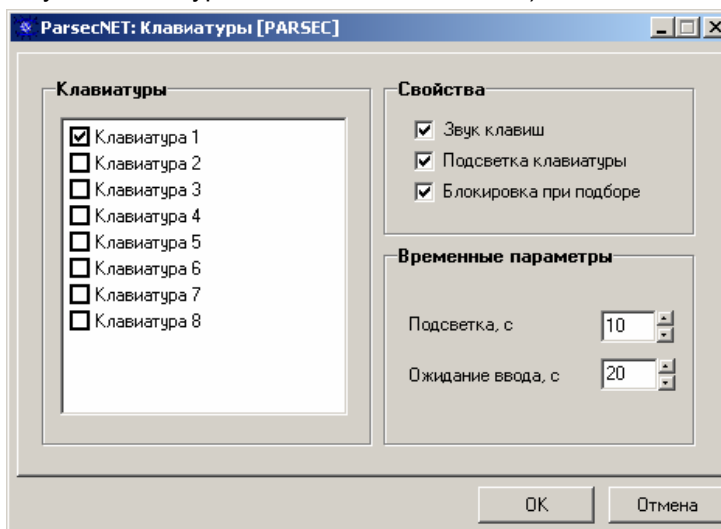 ParsecNET: Клавиатуры [PARSEC]
Клавиатуры
Клавиатура 1
Клавиатура 2
Клавиатура 3
Клавиатура 4
Клавиатура 5
Клавиатура 6
Клавиатура 7
Клавиатура 8
Свойства
Звук клавиш
Подсветка клавиатуры
Блокировка при подборе
Временные параметры
Подсветка, с 10
Ожидание ввода, с 20
OK Отмена